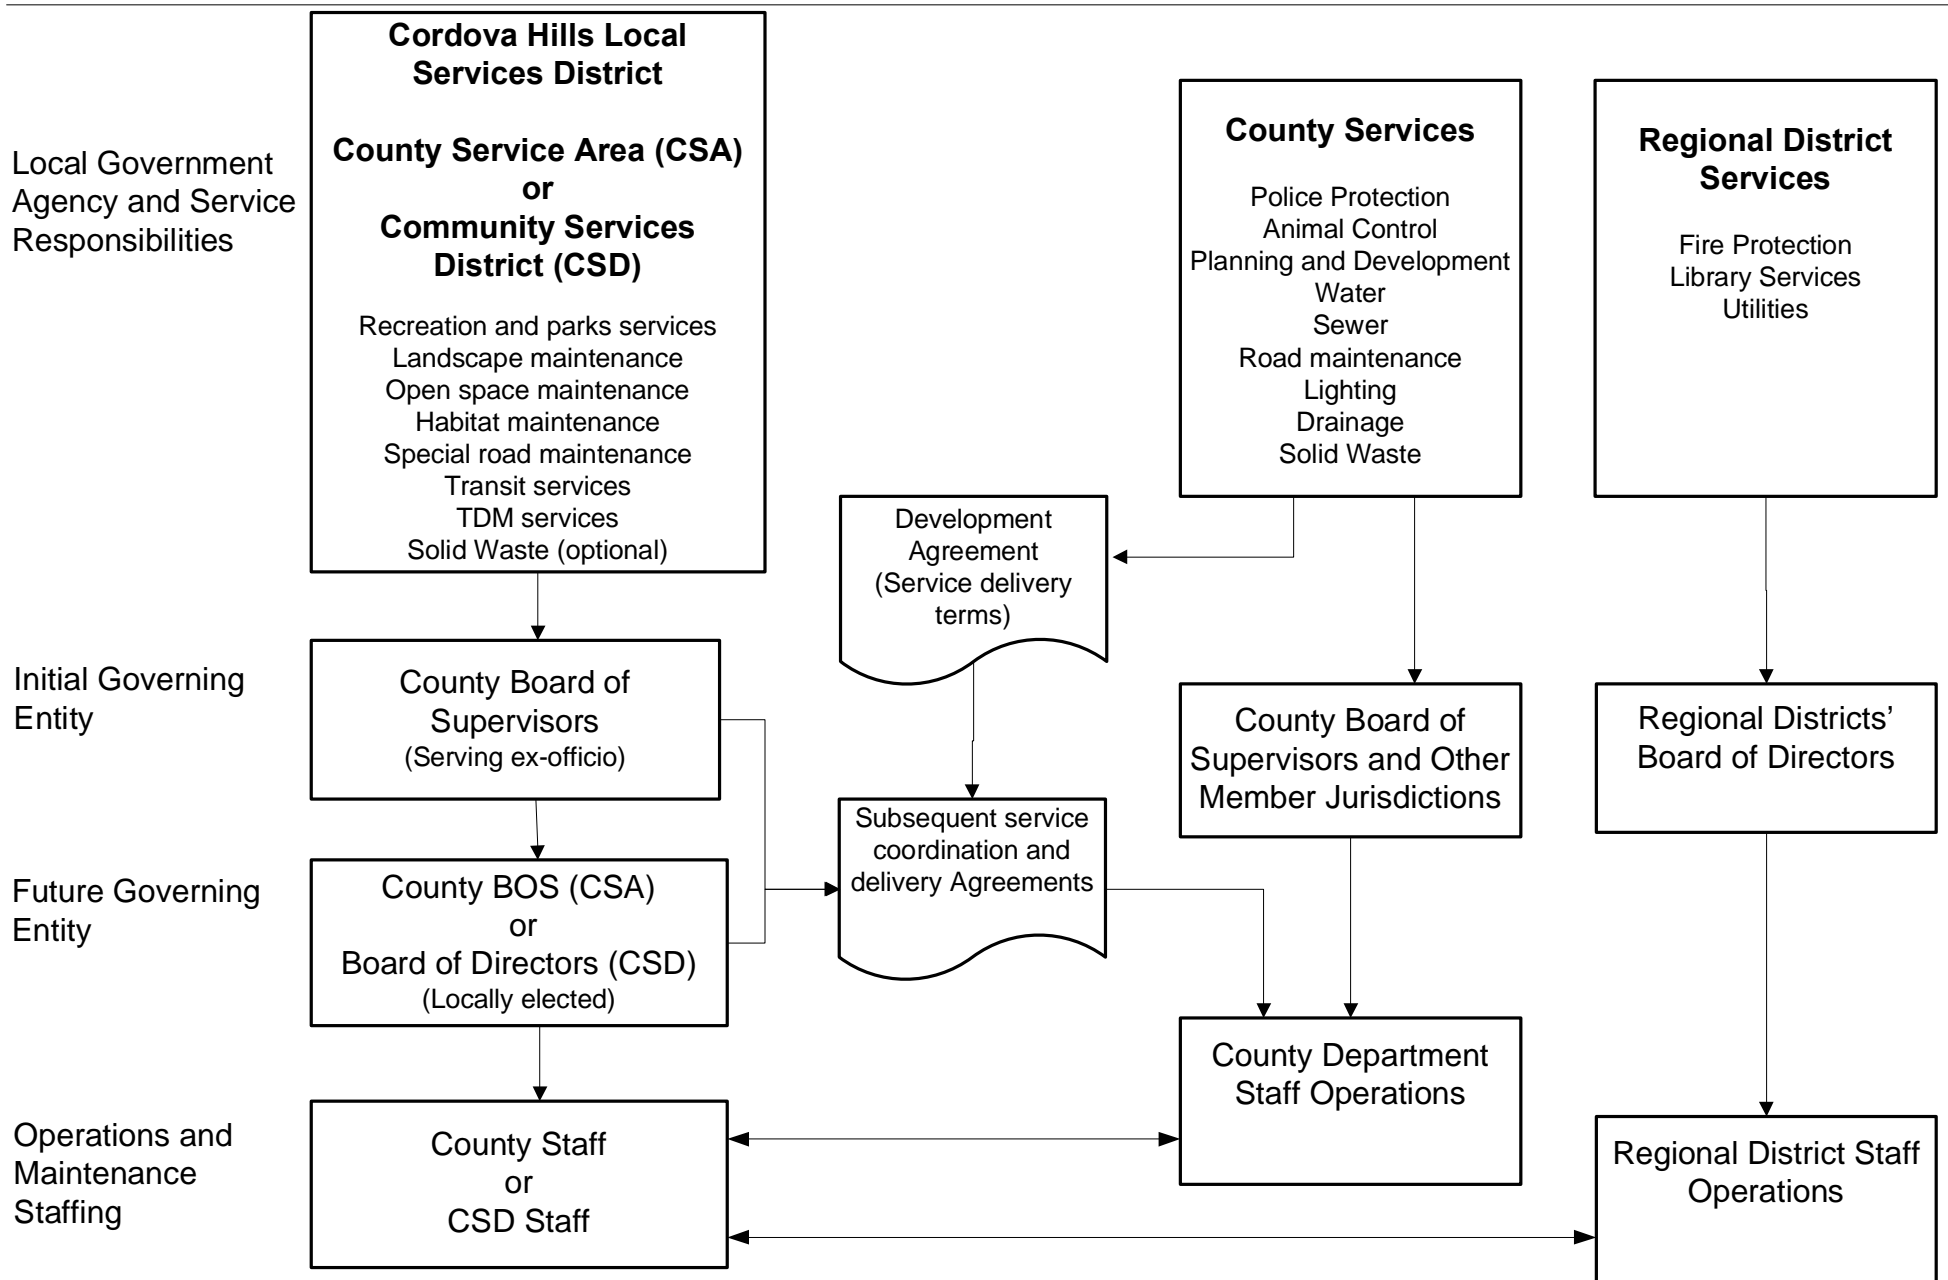 Local Government
Agency and Service
Responsibilities
Cordova Hills Local
Services District
County Service Area (CSA)
or
Community Services
District (CSD)
Recreation and parks services
Landscape maintenance
Open space maintenance
Habitat maintenance
Special road maintenance
Transit services
TDM services
Solid Waste (optional)
County Services
Police Protection
Animal Control
Planning and Development
Water
Sewer
Road maintenance
Lighting
Drainage
Solid Waste
Regional District
Services
Fire Protection
Library Services
Utilities
Development
Agreement
(Service delivery
terms)
Initial Governing
Entity
County Board of
Supervisors
(Serving ex-officio)
County Board of
Supervisors and Other
Member Jurisdictions
Regional Districts’
Board of Directors
Subsequent service
coordination and
delivery Agreements
Future Governing
Entity
County BOS (CSA)
or
Board of Directors (CSD)
(Locally elected)
County Department
Staff Operations
Operations and
Maintenance
Staffing
County Staff
or
CSD Staff
Regional District Staff
Operations